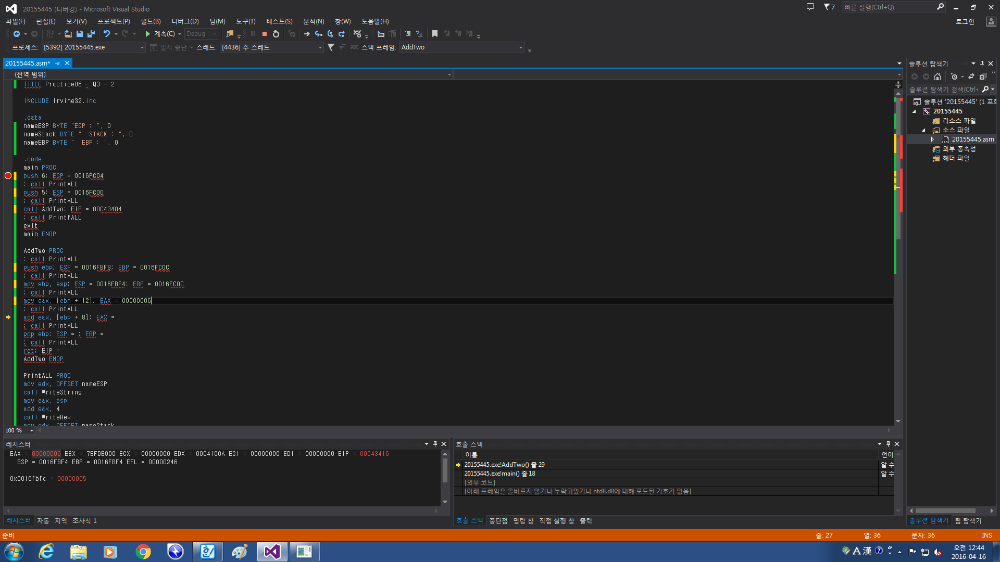 20155445 (디버깅) - Microsoft Visual Studio
7
빠른 실행(Ctrl+Q)
파일(F) 편집(E) 보기(V) 프로젝트(P) 빌드(B) 디버그(D) 팀(M) 도구(T) 테스트(S) 분석(N) 창(W) 도움말(H)
로그인
계속(C) Debug
프로세스: [5392] 20155445.exe 일시 중단 스레드: [4436] 주 스레드 스택 프레임: AddTwo
20155445.asm*
(전역 범위)
TITLE Practice06 - Q3 - 2
INCLUDE Irvine32.inc
.data
nameESP BYTE "ESP : ", 0
nameStack BYTE "  STACK : ", 0
nameEBP BYTE "  EBP : ", 0
.code
main PROC
push 6; ESP = 0016FC04
; call PrintALL
push 5; ESP = 0016FC00
; call PrintALL
call AddTwo; EIP = 00C43404
; call PrintfALL
exit
main ENDP
AddTwo PROC
; call PrintALL
push ebp; ESP = 0016FBF8; EBP = 0016FC0C
; call PrintALL
mov ebp, esp; ESP = 0016FBF4; EBP = 0016FC0C
; call PrintALL
mov eax, [ebp + 12]; EAX = 00000006
; call PrintALL
add eax, [ebp + 8]; EAX =
; call PrintALL
pop ebp; ESP = ; EBP =
; call PrintALL
ret; EIP =
AddTwo ENDP
PrintALL PROC
mov edx, OFFSET nameESP
call WriteString
mov eax, esp
add eax, 4
call WriteHex
mov edx, OFFSET nameStack
100 %
레지스터
EAX = 00000006 EBX = 7EFDE000 ECX = 00000000 EDX = 00C4100A ESI = 00000000 EDI = 00000000 EIP = 00C43416
ESP = 0016FBF4 EBP = 0016FBF4 EFL = 00000246
0x0016fbfc = 00000005
레지스터 자동 지역 조사식 1
호출 스택
이름 언어
20155445.exe!AddTwo() 줄 29 알 수
20155445.exe!main() 줄 18 알 수
[외부 코드]
[아래 프레임은 올바르지 않거나 누락되었거나 ntdll.dll에 대해 로드된 기호가 없음]
호출 스택 중단점 명령 창 직접 실행 창 출력
솔루션 탐색기
솔루션 탐색기 검색(Ctrl+
솔루션 '20155445' (1 프로
20155445
리소스 파일
소스 파일
20155445.asm
외부 종속성
헤더 파일
솔루션 탐색기 팀 탐색기
준비 줄: 27 열: 36 문자: 36 INS
A 漢
오전 12:44
2016-04-16